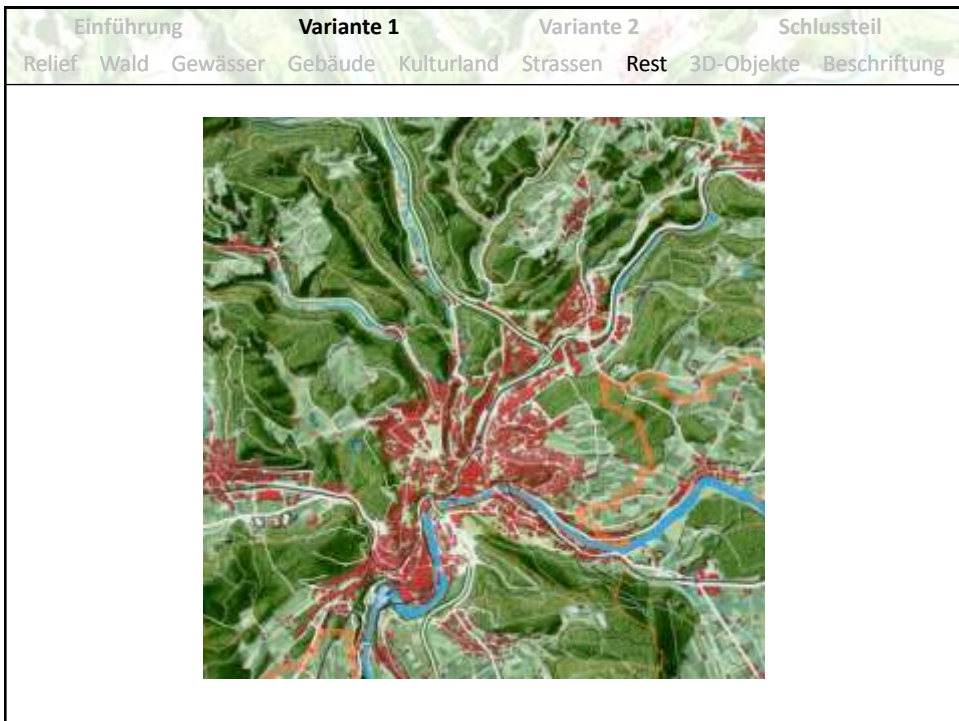 Einführung Variante 1 Variante 2 Schlussteil
Relief Wald Gewässer Gebäude Kulturland Strassen Rest 3D-Objekte Beschriftung